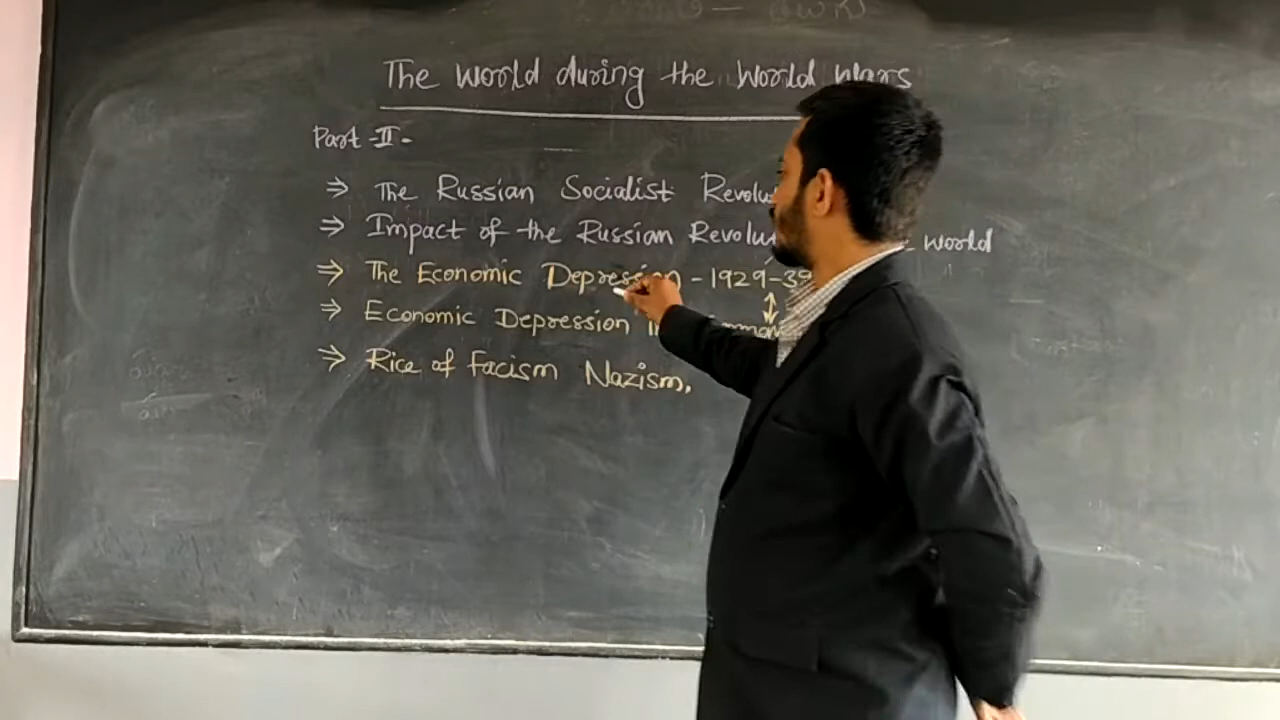 The World during the World Wars
Part -II-
⇒ The Russian Socialist Revolu
⇒ Impact of the Russian Revolu World
⇒ The Economic Depression - 1929-39
⇒ Economic Depression
⇒ Rice of Facism Nazism,